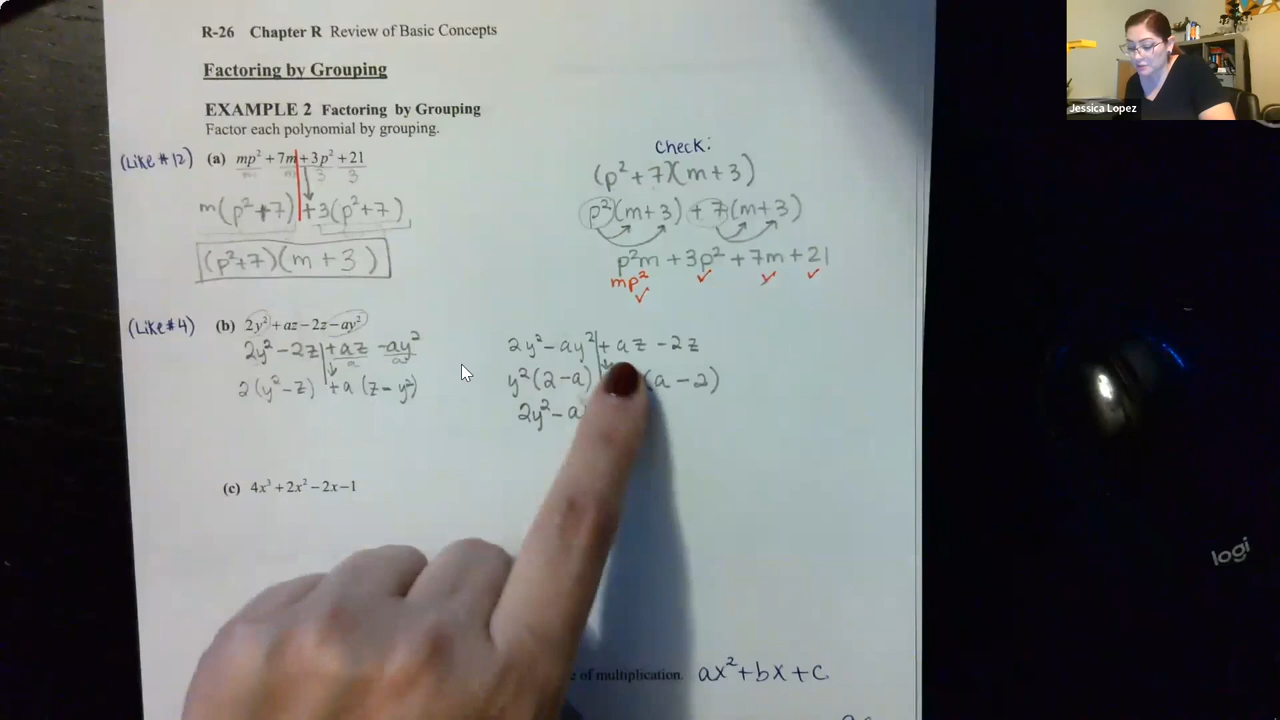 R-26 Chapter R Review of Basic Concepts
Jessica Lopez
Factoring by Grouping
EXAMPLE 2 Factoring by Grouping
Factor each polynomial by grouping.
(Like #12) (a) mp² + 7m + 3p² + 21
m 3 3
m(p² + 7) + 3(p² + 7)
(p² + 7)(m + 3)
Check:
(p² + 7)(m + 3)
p²(m + 3) + 7(m + 3)
p²m + 3p² + 7m + 21
mp² ✓ ✓ ✓
✓
(Like #4) (b) 2y² + az − 2z − ay²
2y² − 2z + az − ay²
a a
2(y² − z) + a(z − y²)
2y² − ay² + az − 2z
y²(2 − a) (a − 2)
2y² − a
(c) 4x³ + 2x² − 2x − 1
of multiplication. ax² + bx + c
logi